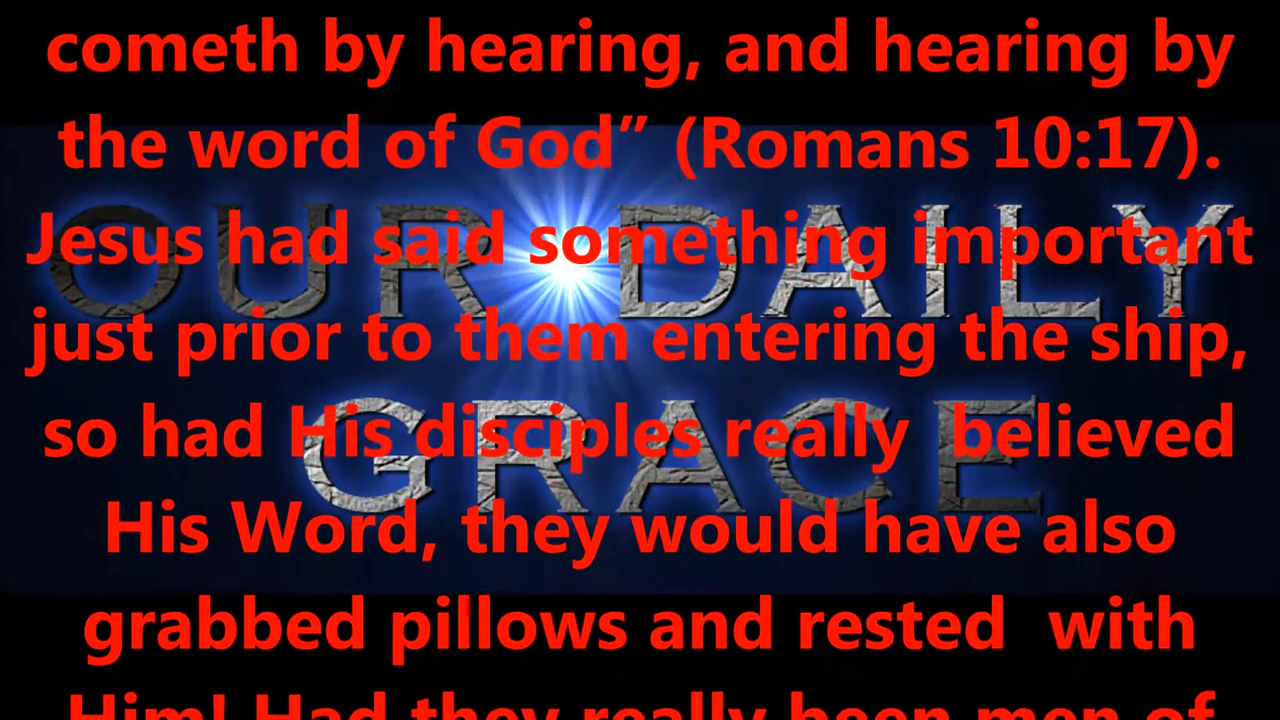 cometh by hearing, and hearing by
the word of God” (Romans 10:17).
Jesus had said something important
just prior to them entering the ship,
so had His disciples really believed
His Word, they would have also
grabbed pillows and rested with
Him! Had they really been men of
OUR DAILY
GRACE